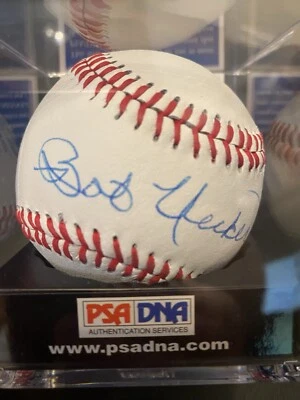 Bob Uecker
PSA DNA
AUTHENTICATION SERVICES
www.psadna.com